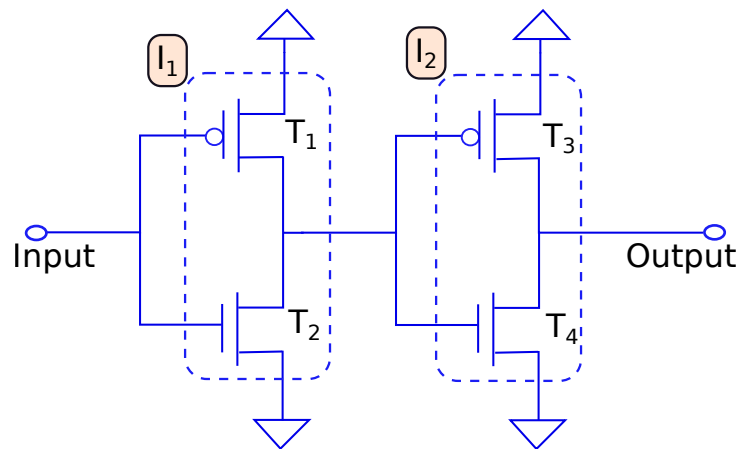 I₁
I₂
T₁
T₃
Input
Output
T₂
T₄